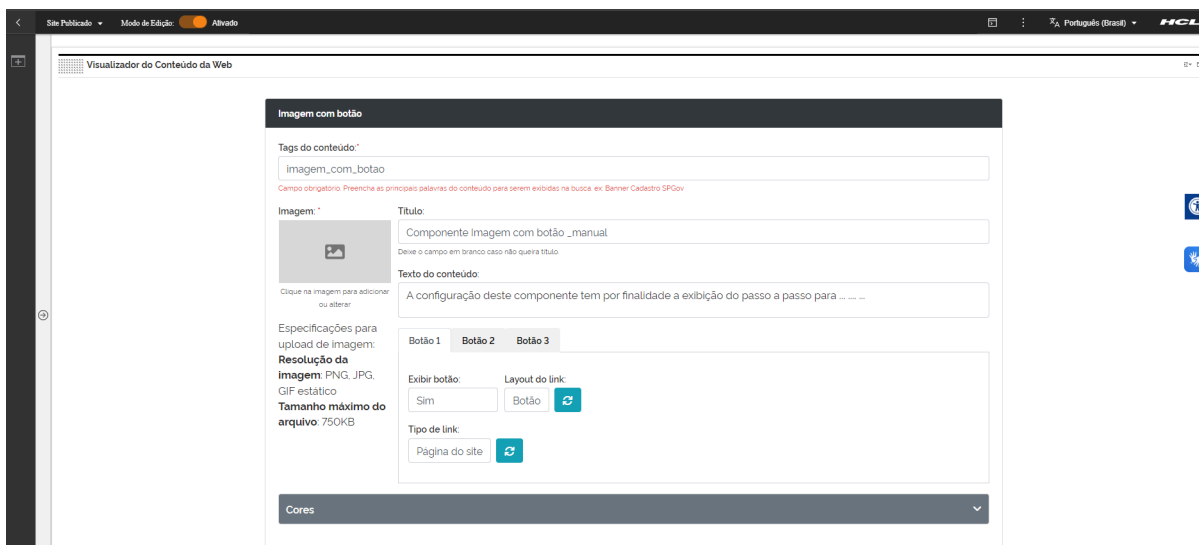 Site Publicado Modo de Edição: Ativado Português (Brasil) HCL
Visualizador do Conteúdo da Web
Imagem com botão
Tags do conteúdo:*
imagem_com_botao
Campo obrigatório. Preencha as principais palavras do conteúdo para serem exibidas na busca. ex: Banner Cadastro SPGov
Imagem: *
Clique na imagem para adicionar
ou alterar
Especificações para
upload de imagem:
Resolução da
imagem: PNG, JPG,
GIF estático
Tamanho máximo do
arquivo: 750KB
Título:
Componente Imagem com botão _manual
Deixe o campo em branco caso não queira título.
Texto do conteúdo:
A configuração deste componente tem por finalidade a exibição do passo a passo para ... .... ...
Botão 1 Botão 2 Botão 3
Exibir botão: Layout do link:
Sim Botão
Tipo de link:
Página do site
Cores